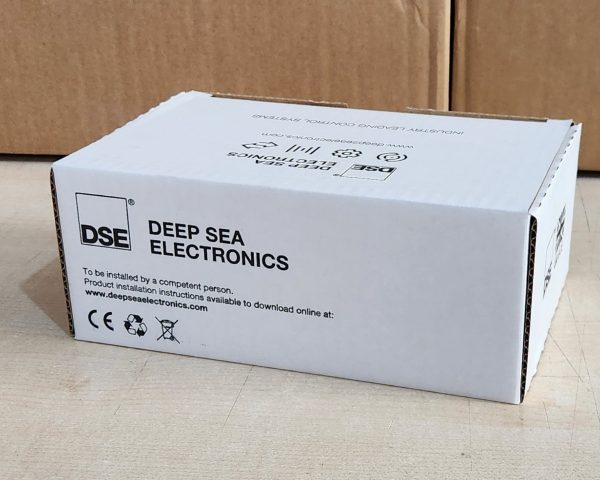 INDUSTRY LEADING CONTROL SYSTEMS
www.deepseaelectronics.com
DEEP SEA
ELECTRONICS
DSE
DSE®
DEEP SEA
ELECTRONICS
To be installed by a competent person.
Product installation instructions available to download online at:
www.deepseaelectronics.com
CE